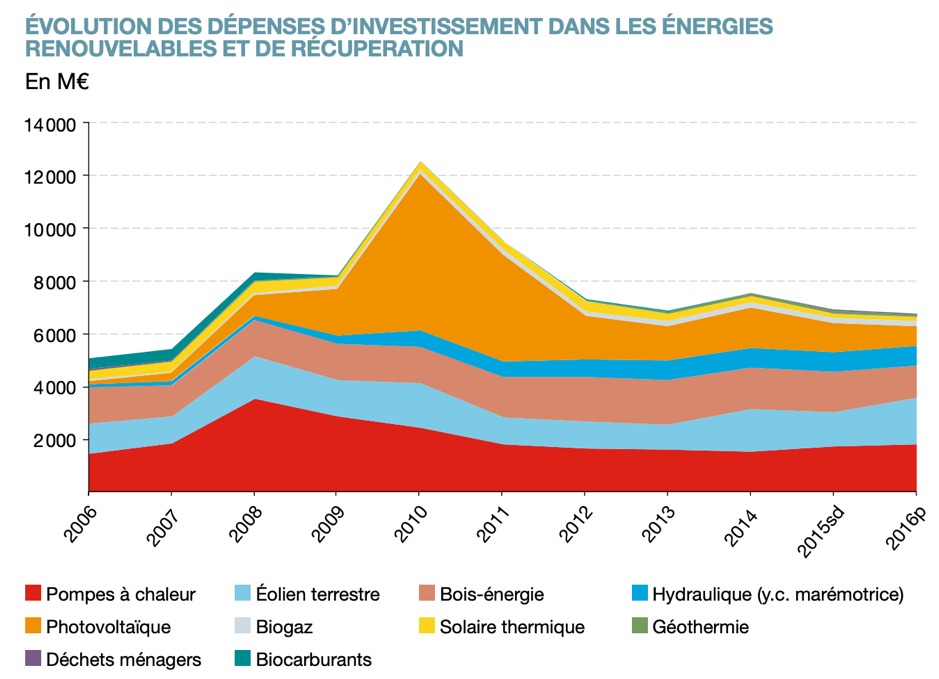 ÉVOLUTION DES DÉPENSES D'INVESTISSEMENT DANS LES ÉNERGIES
RENOUVELABLES ET DE RÉCUPERATION
En M€
14 000
12 000
10 000
8 000
6 000
4 000
2 000
2006 2007 2008 2009 2010 2011 2012 2013 2014 2015sd 2016p
Pompes à chaleur Éolien terrestre Bois-énergie Hydraulique (y.c. marémotrice)
Photovoltaïque Biogaz Solaire thermique Géothermie
Déchets ménagers Biocarburants